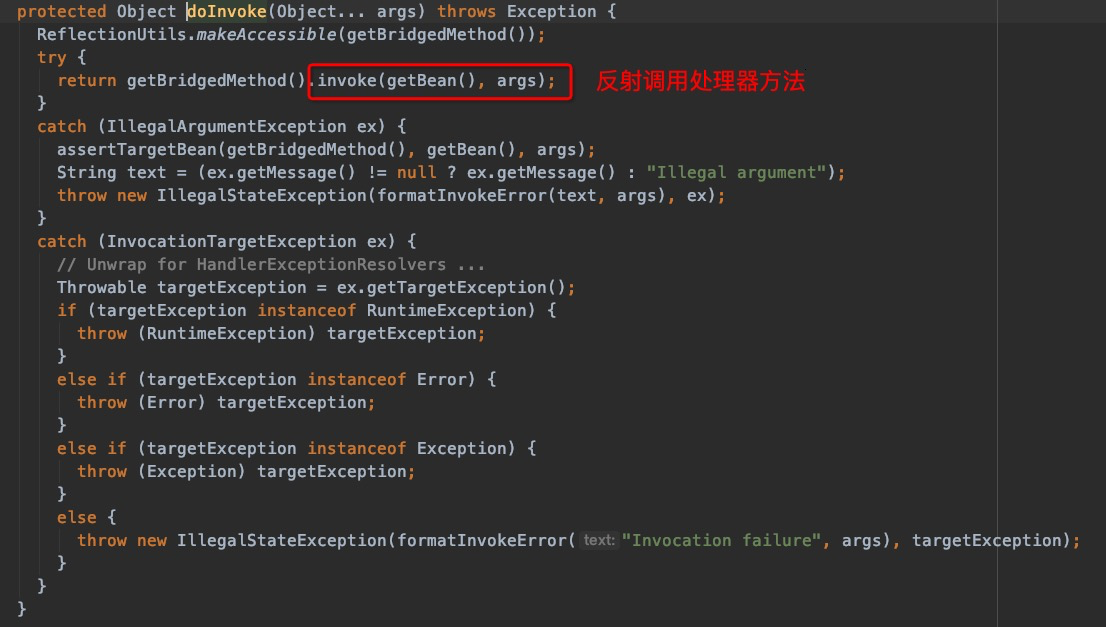 protected Object doInvoke(Object... args) throws Exception {
ReflectionUtils.makeAccessible(getBridgedMethod());
try {
return getBridgedMethod().invoke(getBean(), args); 反射调用处理器方法
}
catch (IllegalArgumentException ex) {
assertTargetBean(getBridgedMethod(), getBean(), args);
String text = (ex.getMessage() != null ? ex.getMessage() : "Illegal argument");
throw new IllegalStateException(formatInvokeError(text, args), ex);
}
catch (InvocationTargetException ex) {
// Unwrap for HandlerExceptionResolvers ...
Throwable targetException = ex.getTargetException();
if (targetException instanceof RuntimeException) {
throw (RuntimeException) targetException;
}
else if (targetException instanceof Error) {
throw (Error) targetException;
}
else if (targetException instanceof Exception) {
throw (Exception) targetException;
}
else {
throw new IllegalStateException(formatInvokeError( text: "Invocation failure", args), targetException);
}
}
}